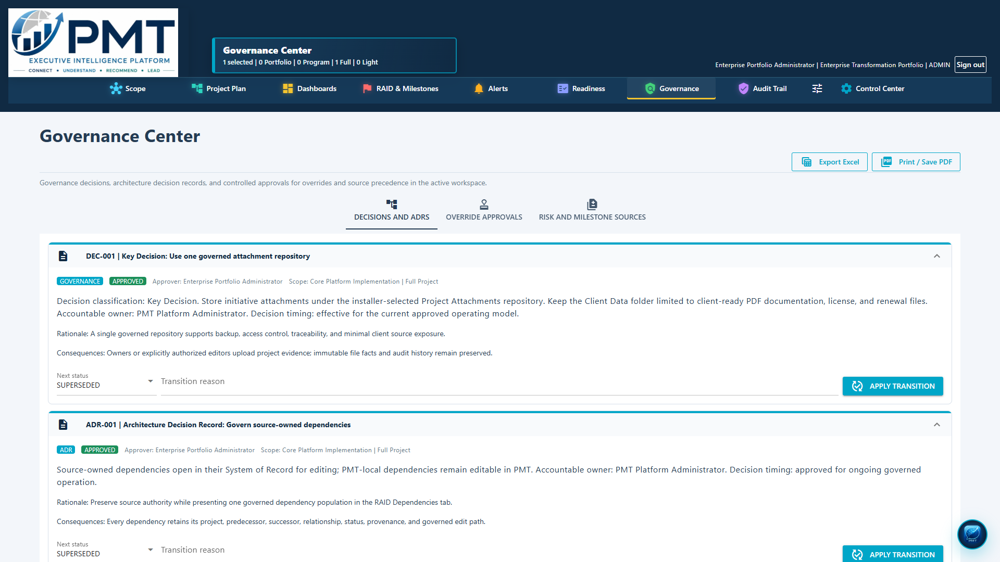 PMT
EXECUTIVE INTELLIGENCE PLATFORM
CONNECT • UNDERSTAND • RECOMMEND • LEAD
Governance Center
1 selected | 0 Portfolio | 0 Program | 1 Full | 0 Light
Enterprise Portfolio Administrator | Enterprise Transformation Portfolio | ADMIN
Sign out
Scope
Project Plan
Dashboards
RAID & Milestones
Alerts
Readiness
Governance
Audit Trail
Control Center
Governance Center
Export Excel
PDF
Print / Save PDF
Governance decisions, architecture decision records, and controlled approvals for overrides and source precedence in the active workspace.
DECISIONS AND ADRS
OVERRIDE APPROVALS
RISK AND MILESTONE SOURCES
DEC-001 | Key Decision: Use one governed attachment repository
GOVERNANCE APPROVED Approver: Enterprise Portfolio Administrator Scope: Core Platform Implementation | Full Project
Decision classification: Key Decision. Store initiative attachments under the installer-selected Project Attachments repository. Keep the Client Data folder limited to client-ready PDF documentation, license, and renewal files.
Accountable owner: PMT Platform Administrator. Decision timing: effective for the current approved operating model.
Rationale: A single governed repository supports backup, access control, traceability, and minimal client source exposure.
Consequences: Owners or explicitly authorized editors upload project evidence; immutable file facts and audit history remain preserved.
Next status
SUPERSEDED
Transition reason
APPLY TRANSITION
ADR-001 | Architecture Decision Record: Govern source-owned dependencies
ADR APPROVED Approver: Enterprise Portfolio Administrator Scope: Core Platform Implementation | Full Project
Source-owned dependencies open in their System of Record for editing; PMT-local dependencies remain editable in PMT. Accountable owner: PMT Platform Administrator. Decision timing: approved for ongoing governed
operation.
Rationale: Preserve source authority while presenting one governed dependency population in the RAID Dependencies tab.
Consequences: Every dependency retains its project, predecessor, successor, relationship, status, provenance, and governed edit path.
Next status
SUPERSEDED
Transition reason
APPLY TRANSITION
PMT